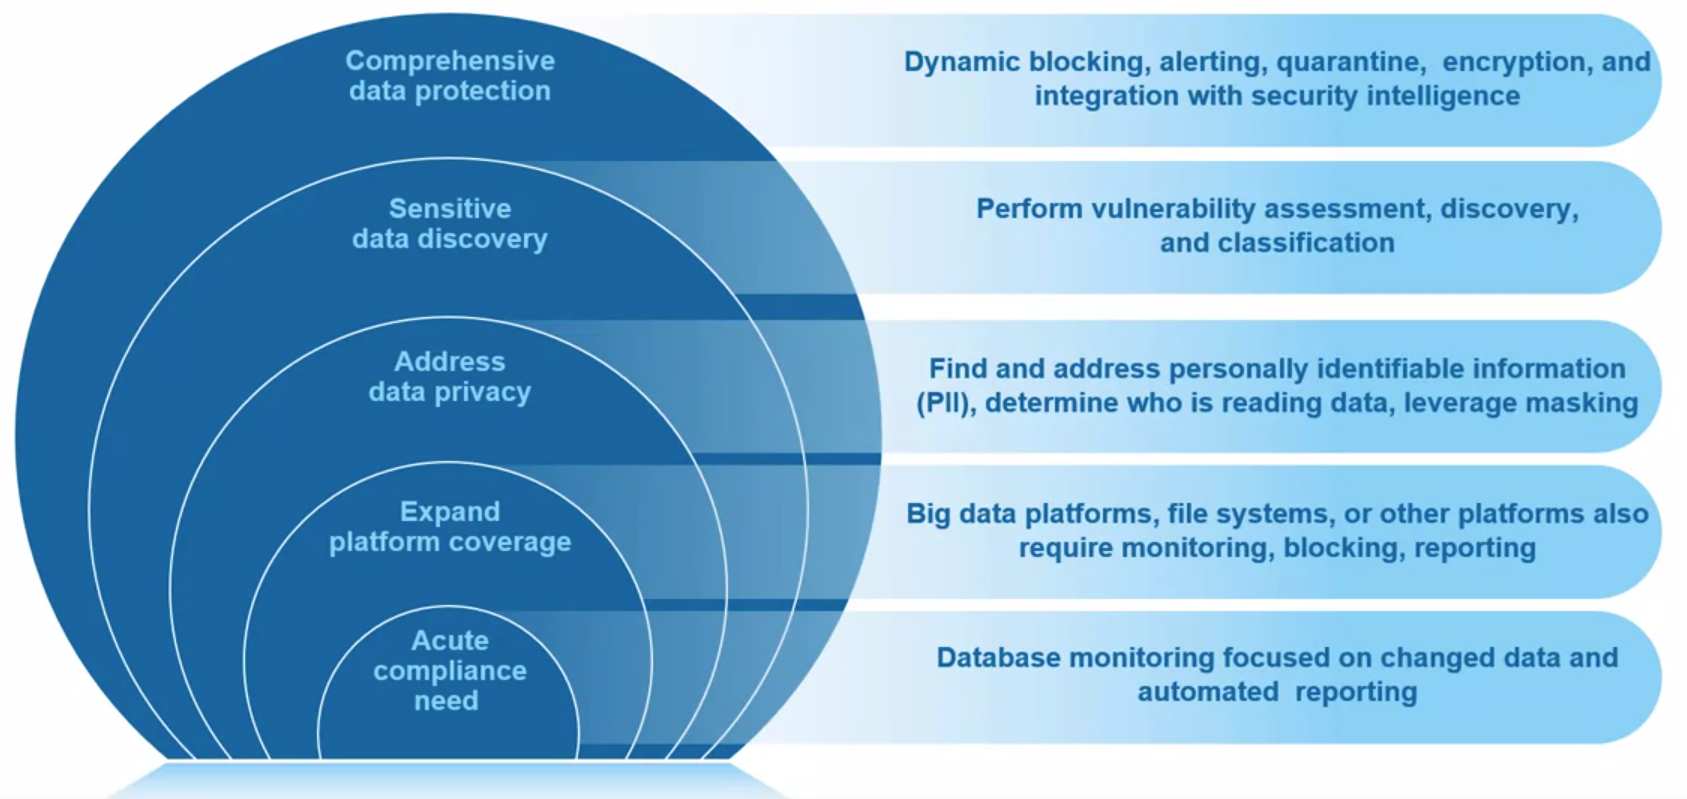 Comprehensive
data protection
Dynamic blocking, alerting, quarantine, encryption, and
integration with security intelligence
Sensitive
data discovery
Perform vulnerability assessment, discovery,
and classification
Address
data privacy
Find and address personally identifiable information
(PII), determine who is reading data, leverage masking
Expand
platform coverage
Big data platforms, file systems, or other platforms also
require monitoring, blocking, reporting
Acute
compliance
need
Database monitoring focused on changed data and
automated reporting